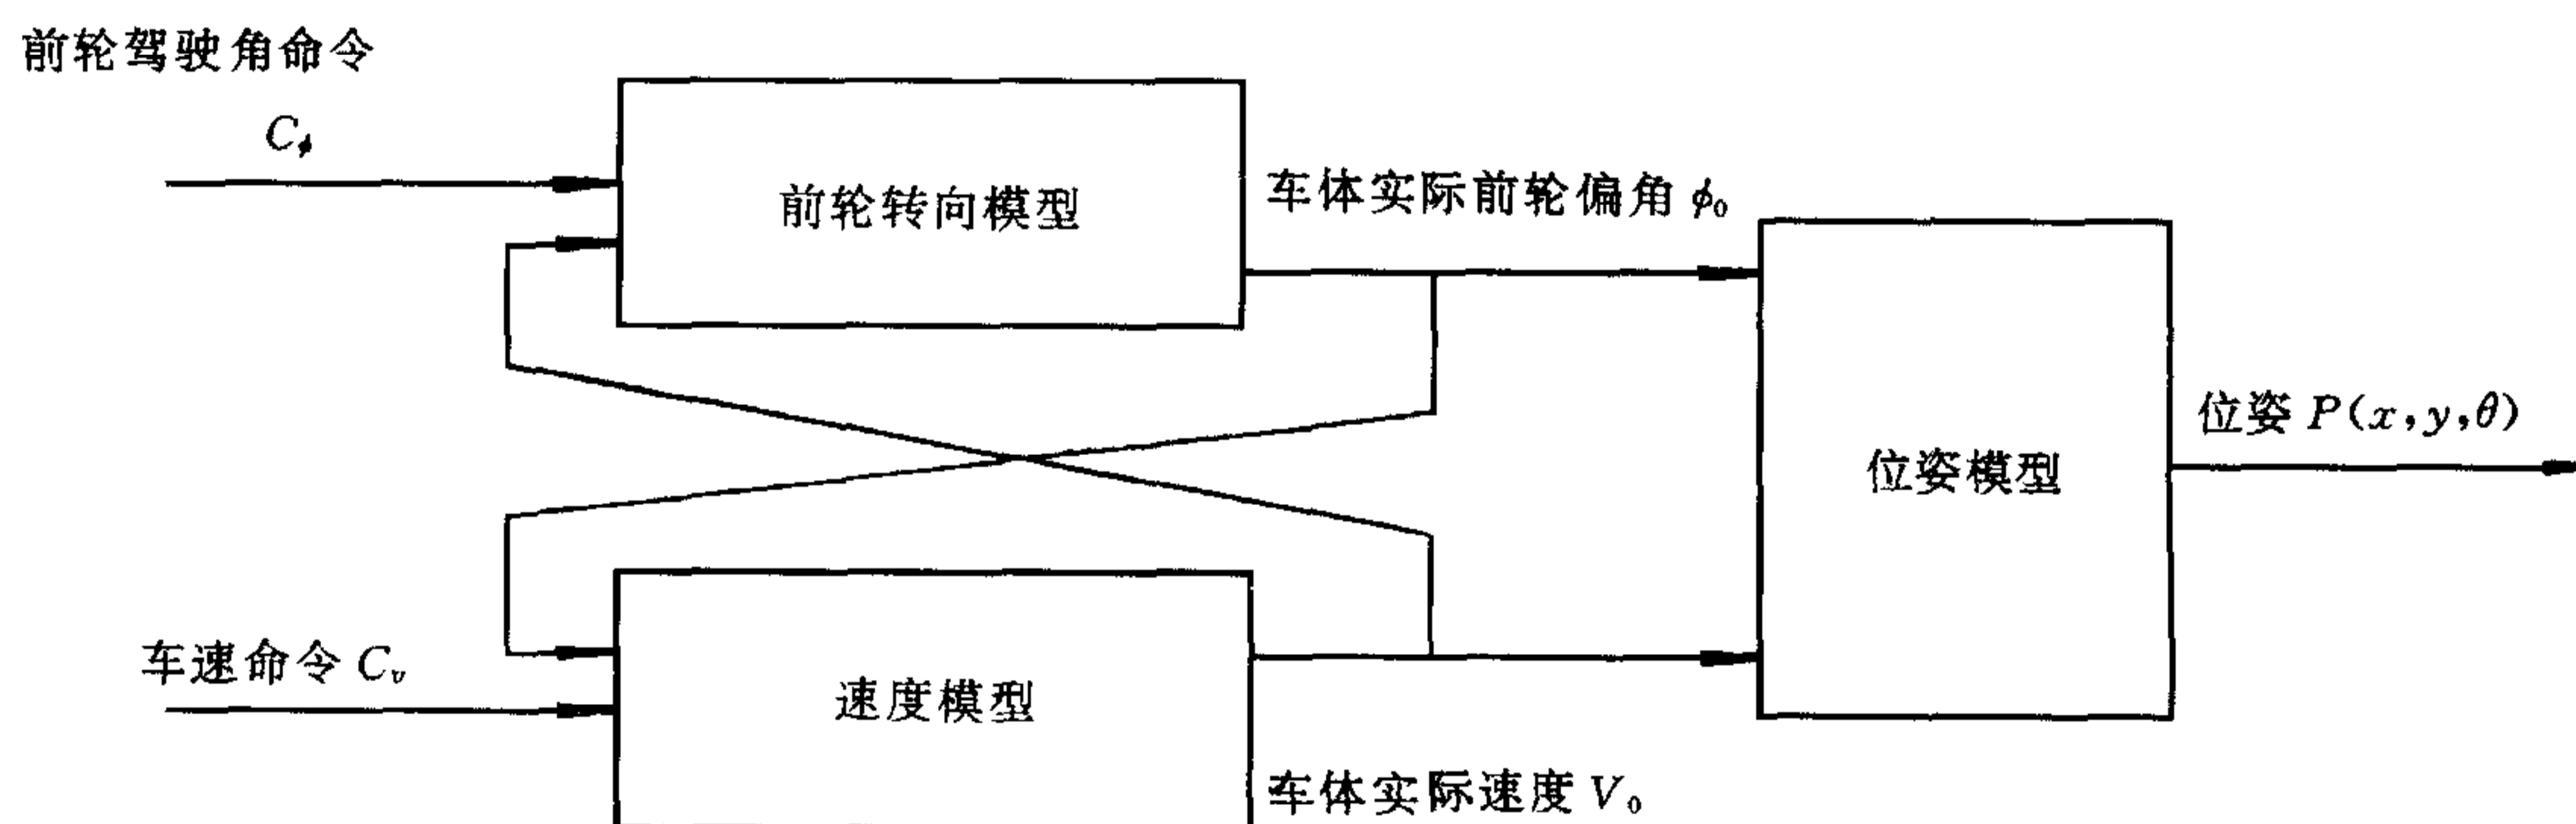 前轮驾驶角命令
C_ϕ
前轮转向模型
车体实际前轮偏角 ϕ₀
位姿模型
位姿 P(x,y,θ)
车速命令 C_v
速度模型
车体实际速度 V₀